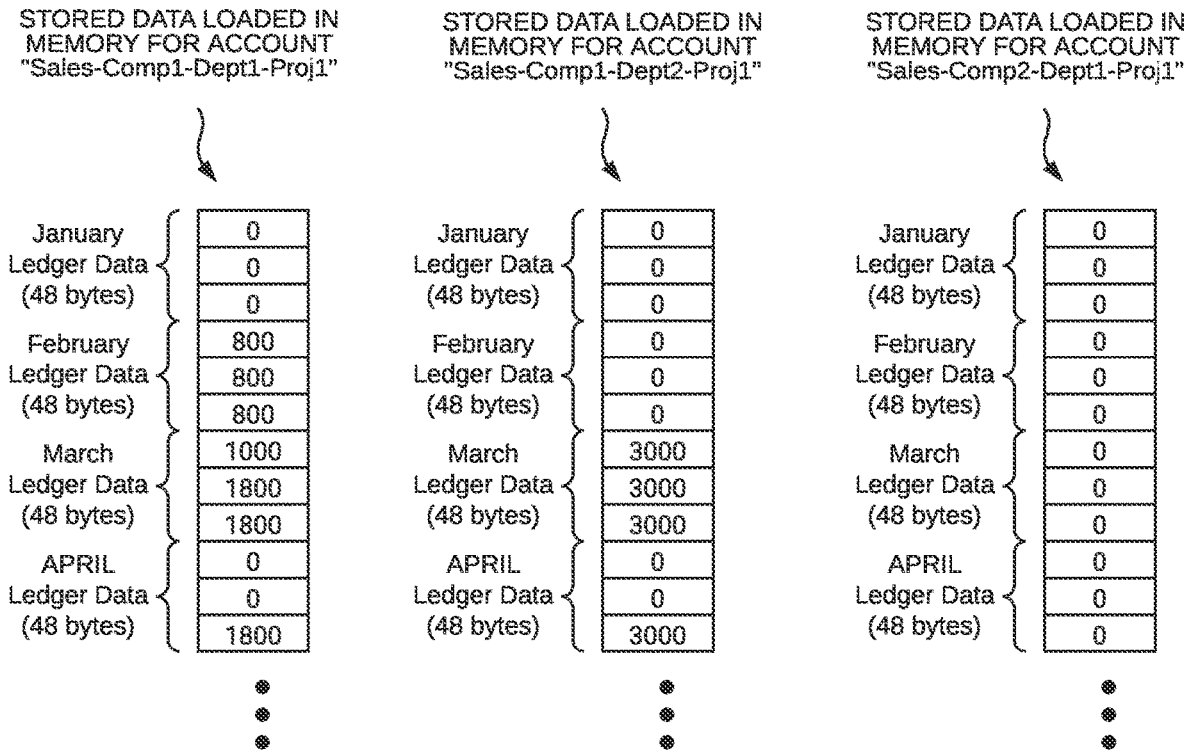 STORED DATA LOADED IN
MEMORY FOR ACCOUNT
"Sales-Comp1-Dept1-Proj1"
January
Ledger Data
(48 bytes)
0
0
0
February
Ledger Data
(48 bytes)
800
800
800
March
Ledger Data
(48 bytes)
1000
1800
1800
APRIL
Ledger Data
(48 bytes)
0
0
1800
STORED DATA LOADED IN
MEMORY FOR ACCOUNT
"Sales-Comp1-Dept2-Proj1"
January
Ledger Data
(48 bytes)
0
0
0
February
Ledger Data
(48 bytes)
0
0
0
March
Ledger Data
(48 bytes)
3000
3000
3000
APRIL
Ledger Data
(48 bytes)
0
0
3000
STORED DATA LOADED IN
MEMORY FOR ACCOUNT
"Sales-Comp2-Dept1-Proj1"
January
Ledger Data
(48 bytes)
0
0
0
February
Ledger Data
(48 bytes)
0
0
0
March
Ledger Data
(48 bytes)
0
0
0
APRIL
Ledger Data
(48 bytes)
0
0
0